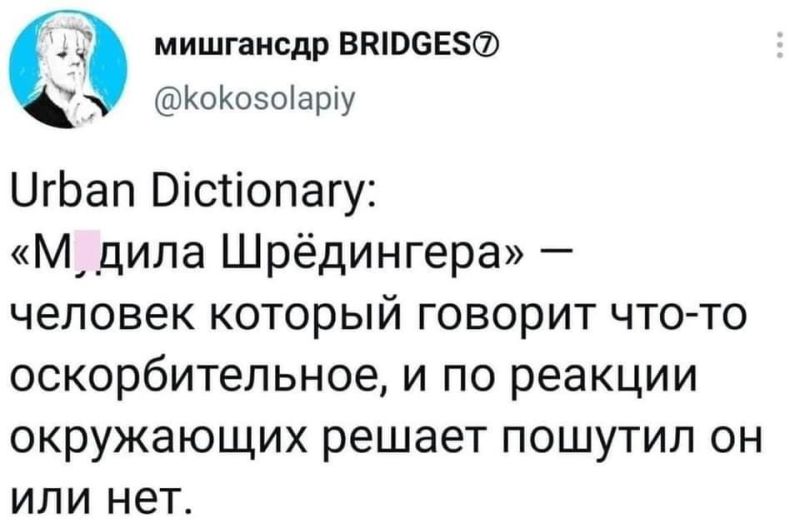 мишгансдр BRIDGES⑦
@kokosolapiy
Urban Dictionary:
«М дила Шрёдингера» —
человек который говорит что-то
оскорбительное, и по реакции
окружающих решает пошутил он
или нет.